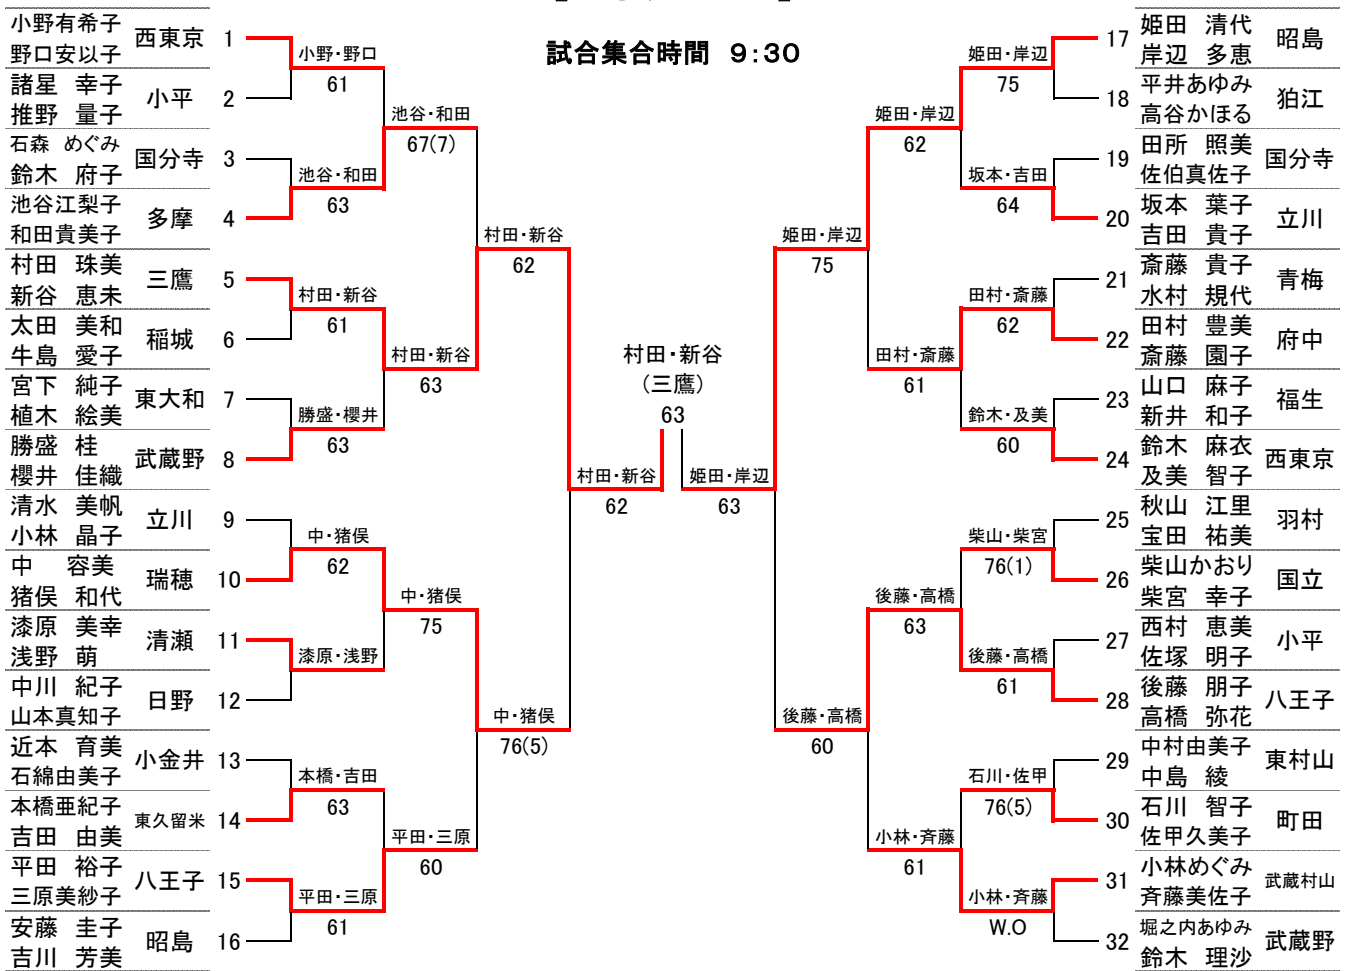 試合集合時間 9:30
小野有希子
野口安以子
西東京 1
諸星 幸子
推野 量子
小平 2
石森 めぐみ
鈴木 府子
国分寺 3
池谷江梨子
和田貴美子
多摩 4
村田 珠美
新谷 恵未
三鷹 5
太田 美和
牛島 愛子
稲城 6
宮下 純子
植木 絵美
東大和 7
勝盛 桂
櫻井 佳織
武蔵野 8
清水 美帆
小林 晶子
立川 9
中 容美
猪俣 和代
瑞穂 10
漆原 美幸
浅野 萌
清瀬 11
中川 紀子
山本真知子
日野 12
近本 育美
石綿由美子
小金井 13
本橋亜紀子
吉田 由美
東久留米 14
平田 裕子
三原美紗子
八王子 15
安藤 圭子
吉川 芳美
昭島 16
小野・野口
61
池谷・和田
63
村田・新谷
61
勝盛・櫻井
63
中・猪俣
62
漆原・浅野
本橋・吉田
63
平田・三原
61
池谷・和田
67(7)
村田・新谷
63
中・猪俣
75
平田・三原
60
村田・新谷
62
中・猪俣
76(5)
村田・新谷
62
村田・新谷
(三鷹)
63
姫田・岸辺
63
姫田・岸辺
75
後藤・高橋
60
姫田・岸辺
62
田村・斎藤
61
後藤・高橋
63
小林・斉藤
61
姫田・岸辺
75
坂本・吉田
64
田村・斎藤
62
鈴木・及美
60
柴山・柴宮
76(1)
後藤・高橋
61
石川・佐甲
76(5)
小林・斉藤
W.O
17 姫田 清代
岸辺 多恵
昭島
18 平井あゆみ
高谷かほる
狛江
19 田所 照美
佐伯真佐子
国分寺
20 坂本 葉子
吉田 貴子
立川
21 斎藤 貴子
水村 規代
青梅
22 田村 豊美
斎藤 園子
府中
23 山口 麻子
新井 和子
福生
24 鈴木 麻衣
及美 智子
西東京
25 秋山 江里
宝田 祐美
羽村
26 柴山かおり
柴宮 幸子
国立
27 西村 恵美
佐塚 明子
小平
28 後藤 朋子
高橋 弥花
八王子
29 中村由美子
中島 綾
東村山
30 石川 智子
佐甲久美子
町田
31 小林めぐみ
斉藤美佐子
武蔵村山
32 堀之内あゆみ
鈴木 理沙
武蔵野